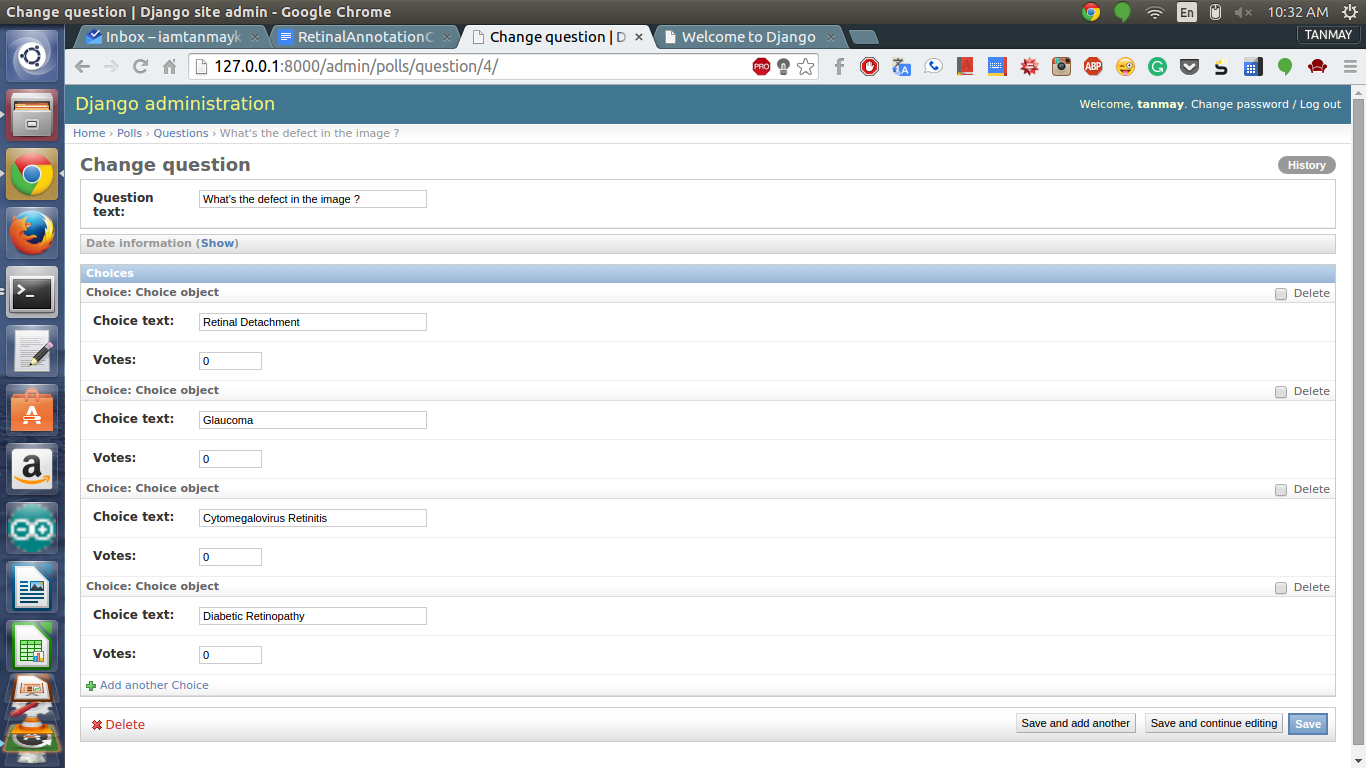 Change question | Django site admin - Google Chrome
En
10:32 AM
Inbox – iamtanmayk
RetinalAnnotationC
Change question | D
Welcome to Django
TANMAY
127.0.0.1:8000/admin/polls/question/4/
PRO
ABP
Django administration
Welcome, tanmay. Change password / Log out
Home › Polls › Questions › What's the defect in the image ?
Change question
History
Question text:
What's the defect in the image ?
Date information (Show)
Choices
Choice: Choice object
Delete
Choice text:
Retinal Detachment
Votes:
0
Choice: Choice object
Delete
Choice text:
Glaucoma
Votes:
0
Choice: Choice object
Delete
Choice text:
Cytomegalovirus Retinitis
Votes:
0
Choice: Choice object
Delete
Choice text:
Diabetic Retinopathy
Votes:
0
Add another Choice
Delete
Save and add another
Save and continue editing
Save